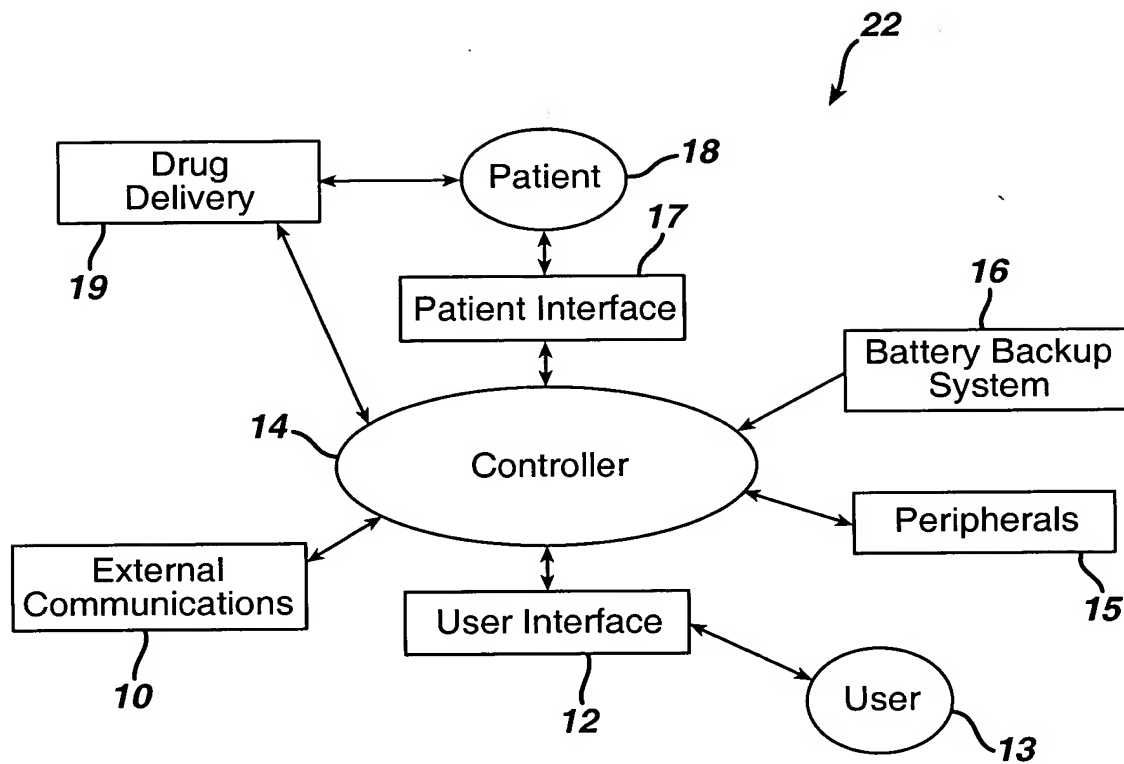 22
Drug
Delivery
19
Patient
18
17
Patient Interface
16
Battery Backup
System
14
Controller
Peripherals
15
External
Communications
10
User Interface
12
User
13